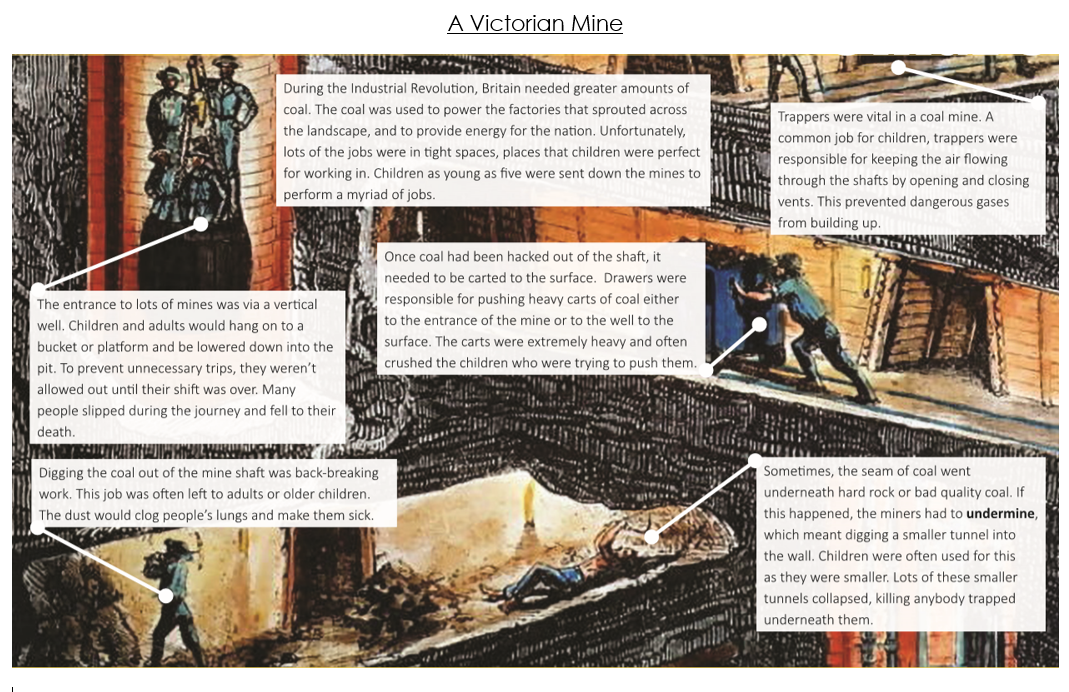 A Victorian Mine
During the Industrial Revolution, Britain needed greater amounts of
coal. The coal was used to power the factories that sprouted across
the landscape, and to provide energy for the nation. Unfortunately,
lots of the jobs were in tight spaces, places that children were perfect
for working in. Children as young as five were sent down the mines to
perform a myriad of jobs.
Trappers were vital in a coal mine. A
common job for children, trappers were
responsible for keeping the air flowing
through the shafts by opening and closing
vents. This prevented dangerous gases
from building up.
Once coal had been hacked out of the shaft, it
needed to be carted to the surface. Drawers were
responsible for pushing heavy carts of coal either
to the entrance of the mine or to the well to the
surface. The carts were extremely heavy and often
crushed the children who were trying to push them.
The entrance to lots of mines was via a vertical
well. Children and adults would hang on to a
bucket or platform and be lowered down into the
pit. To prevent unnecessary trips, they weren't
allowed out until their shift was over. Many
people slipped during the journey and fell to their
death.
Digging the coal out of the mine shaft was back-breaking
work. This job was often left to adults or older children.
The dust would clog people's lungs and make them sick.
Sometimes, the seam of coal went
underneath hard rock or bad quality coal. If
this happened, the miners had to undermine,
which meant digging a smaller tunnel into
the wall. Children were often used for this
as they were smaller. Lots of these smaller
tunnels collapsed, killing anybody trapped
underneath them.